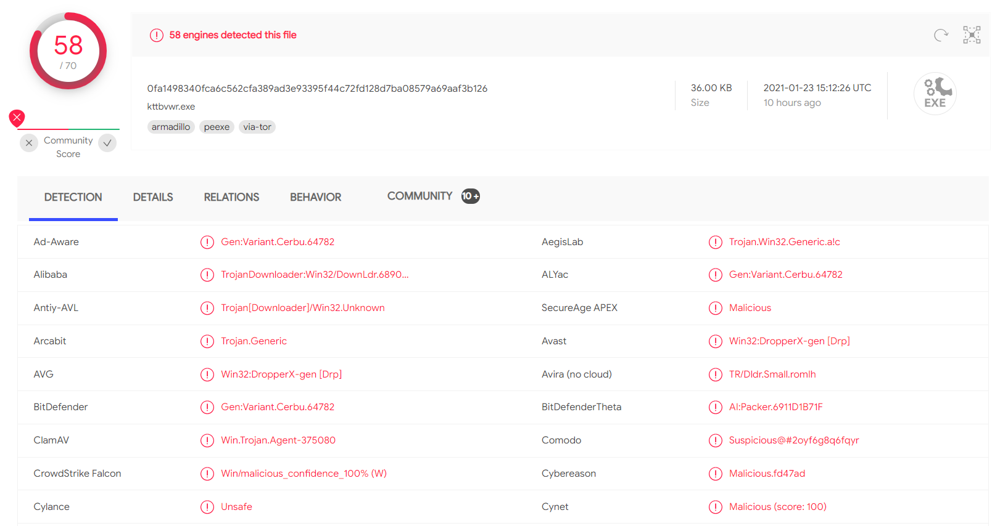 58
/ 70
58 engines detected this file
0fa1498340fca6c562cfa389ad3e93395f44c72fd128d7ba08579a69aaf3b126
kttbvwr.exe
armadillo peexe via-tor
36.00 KB
Size
2021-01-23 15:12:26 UTC
10 hours ago
EXE
Community
Score
DETECTION DETAILS RELATIONS BEHAVIOR COMMUNITY 10+
Ad-Aware Gen:Variant.Cerbu.64782 AegisLab Trojan.Win32.Generic.a!c
Alibaba TrojanDownloader:Win32/DownLdr.6890... ALYac Gen:Variant.Cerbu.64782
Antiy-AVL Trojan[Downloader]/Win32.Unknown SecureAge APEX Malicious
Arcabit Trojan.Generic Avast Win32:DropperX-gen [Drp]
AVG Win32:DropperX-gen [Drp] Avira (no cloud) TR/Dldr.Small.romlh
BitDefender Gen:Variant.Cerbu.64782 BitDefenderTheta AI:Packer.6911D1B71F
ClamAV Win.Trojan.Agent-375080 Comodo Suspicious@#2oyf6g8q6fqyr
CrowdStrike Falcon Win/malicious_confidence_100% (W) Cybereason Malicious.fd47ad
Cylance Unsafe Cynet Malicious (score: 100)